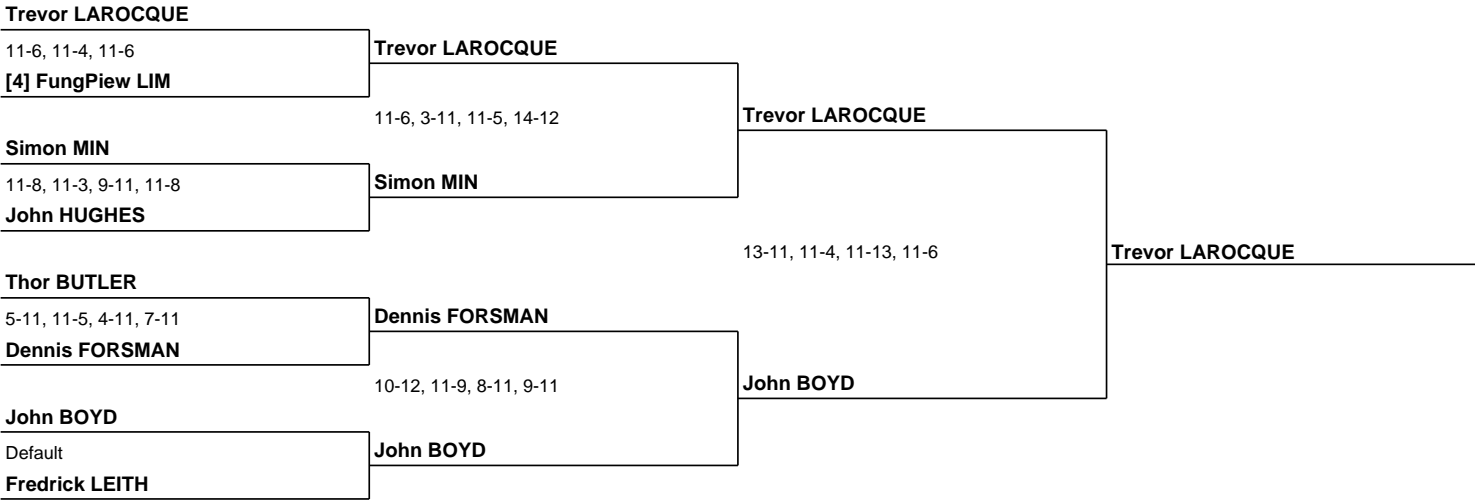 Trevor LAROCQUE
11-6, 11-4, 11-6
[4] FungPiew LIM
Simon MIN
11-8, 11-3, 9-11, 11-8
John HUGHES
Thor BUTLER
5-11, 11-5, 4-11, 7-11
Dennis FORSMAN
John BOYD
Default
Fredrick LEITH
Trevor LAROCQUE
11-6, 3-11, 11-5, 14-12
Simon MIN
Dennis FORSMAN
10-12, 11-9, 8-11, 9-11
John BOYD
Trevor LAROCQUE
13-11, 11-4, 11-13, 11-6
John BOYD
Trevor LAROCQUE